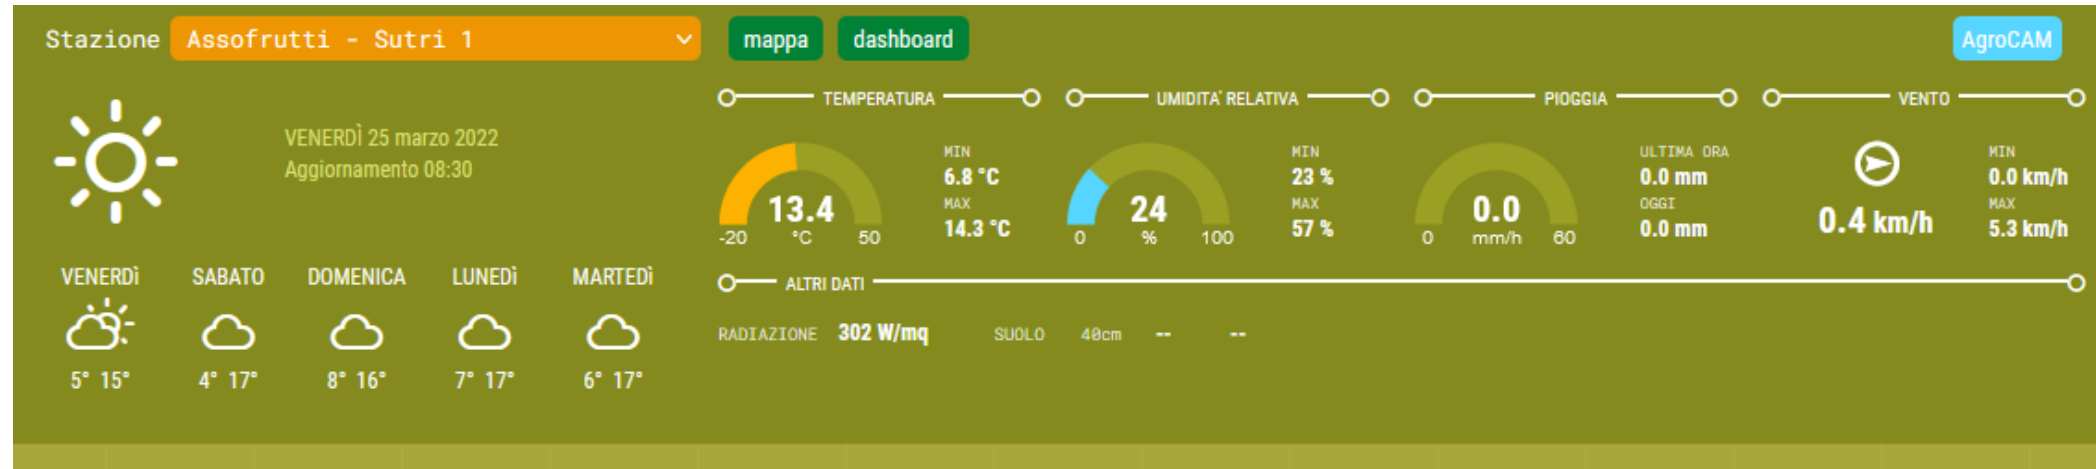 Stazione Assofrutti - Sutri 1 mappa dashboard AgroCAM
VENERDÌ 25 marzo 2022
Aggiornamento 08:30
VENERDÌ SABATO DOMENICA LUNEDÌ MARTEDÌ
5° 15° 4° 17° 8° 16° 7° 17° 6° 17°
TEMPERATURA
13.4
°C
-20 50
MIN
6.8 °C
MAX
14.3 °C
UMIDITA' RELATIVA
24
%
0 100
MIN
23 %
MAX
57 %
PIOGGIA
0.0
mm/h
0 60
ULTIMA ORA
0.0 mm
OGGI
0.0 mm
VENTO
0.4 km/h
MIN
0.0 km/h
MAX
5.3 km/h
ALTRI DATI
RADIAZIONE 302 W/mq SUOLO 40cm -- --